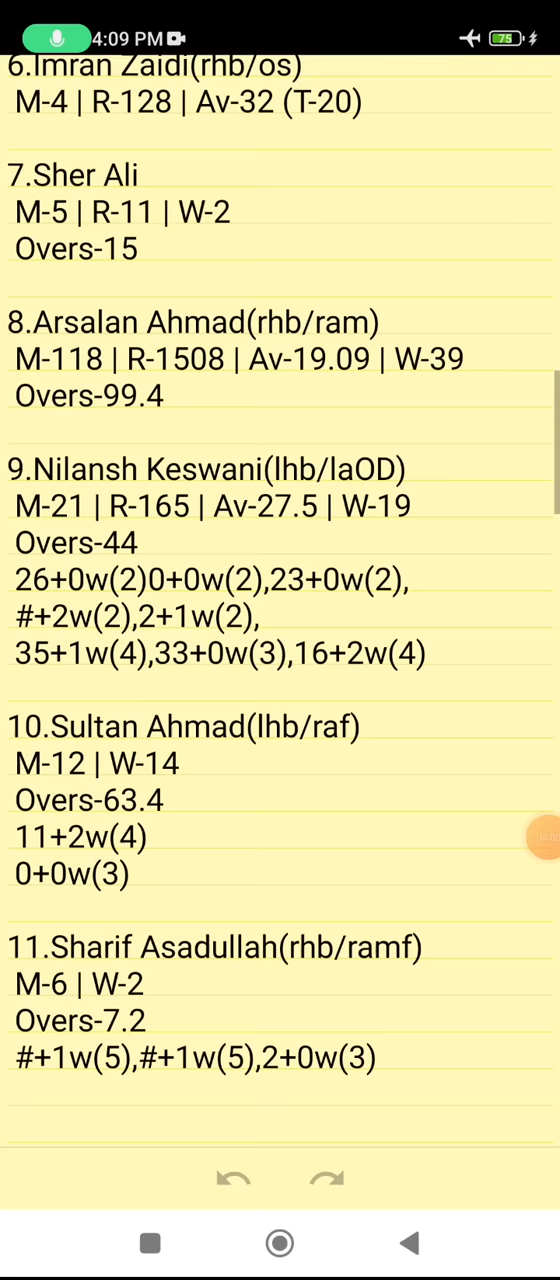 4:09 PM
75
6.Imran Zaidi(rhb/os)
M-4 | R-128 | Av-32 (T-20)
7.Sher Ali
M-5 | R-11 | W-2
Overs-15
8.Arsalan Ahmad(rhb/ram)
M-118 | R-1508 | Av-19.09 | W-39
Overs-99.4
9.Nilansh Keswani(lhb/laOD)
M-21 | R-165 | Av-27.5 | W-19
Overs-44
26+0w(2)0+0w(2),23+0w(2),
#+2w(2),2+1w(2),
35+1w(4),33+0w(3),16+2w(4)
10.Sultan Ahmad(lhb/raf)
M-12 | W-14
Overs-63.4
11+2w(4)
0+0w(3)
11.Sharif Asadullah(rhb/ramf)
M-6 | W-2
Overs-7.2
#+1w(5),#+1w(5),2+0w(3)